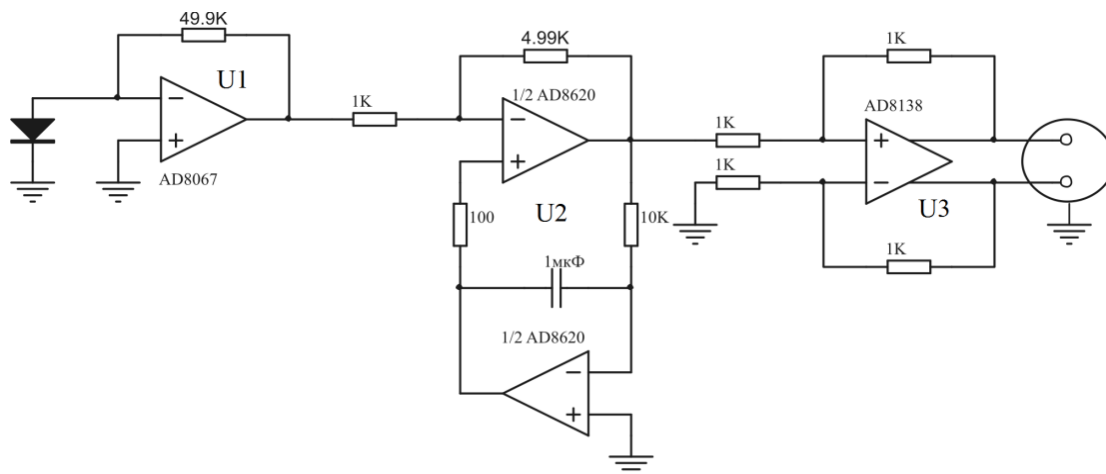 49.9K
U1
AD8067
1K
4.99K
1/2 AD8620
100
U2
10K
1мкФ
1/2 AD8620
1K
1K
1K
AD8138
U3
1K